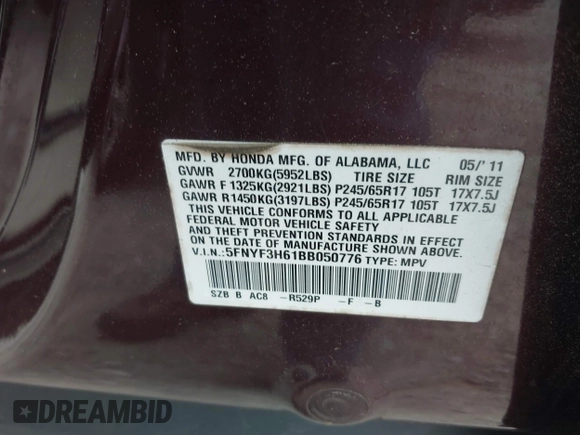 MFD. BY HONDA MFG. OF ALABAMA, LLC 05/'11
GVWR 2700KG(5952LBS) TIRE SIZE RIM SIZE
GAWR F 1325KG(2921LBS) P245/65R17 105T 17X7.5J
GAWR R1450KG(3197LBS) P245/65R17 105T 17X7.5J
THIS VEHICLE CONFORMS TO ALL APPLICABLE
FEDERAL MOTOR VEHICLE SAFETY
AND THEFT PREVENTION STANDARDS IN EFFECT
ON THE DATE OF MANUFACTURE SHOWN ABOVE.
V.I.N.:5FNYF3H61BB050776 TYPE: MPV
SZB B AC8 -R529P -F -B
DREAMBID